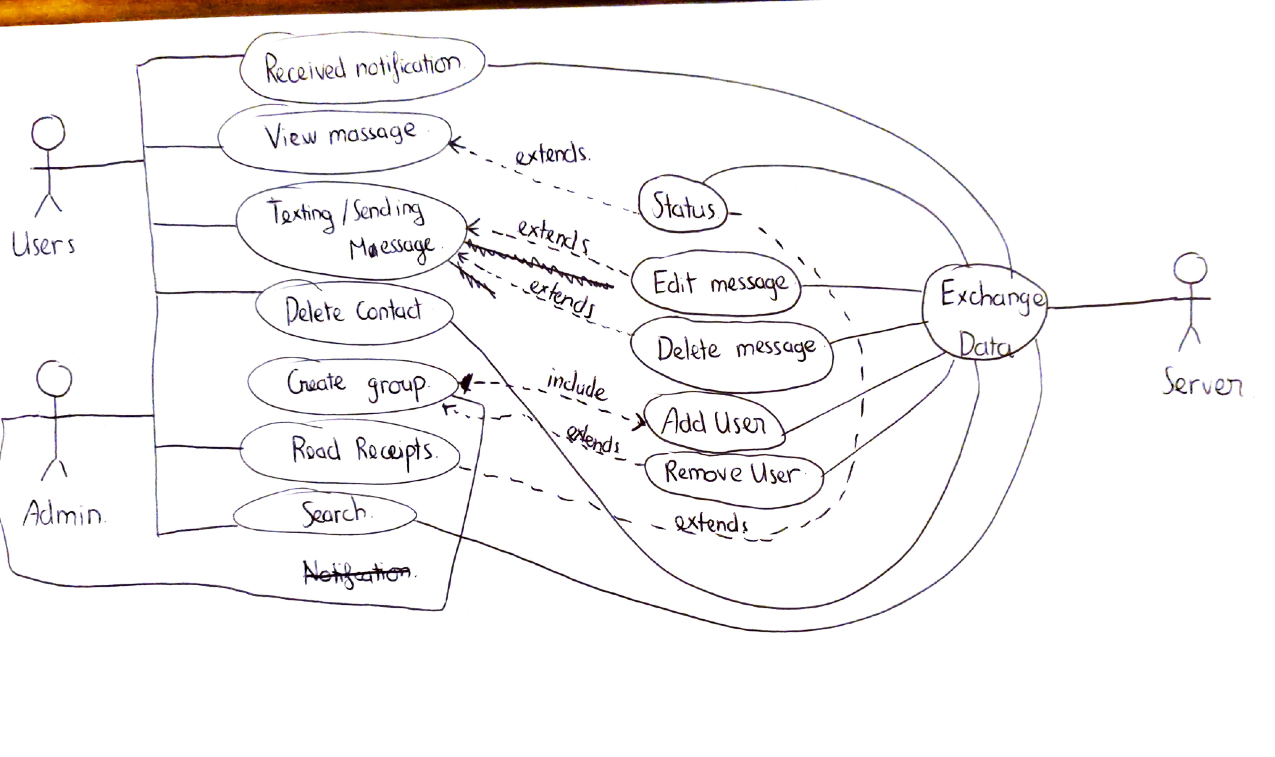 Received notification.
View massage
extends.
Status
Texting/Sending
Message.
extends
Users
Edit message
Exchange
Data
extends
Delete Contact
Delete message
Server
Create group.
include
Add User
extends
Read Receipts.
Remove User
Admin.
Search.
extends
Notification.